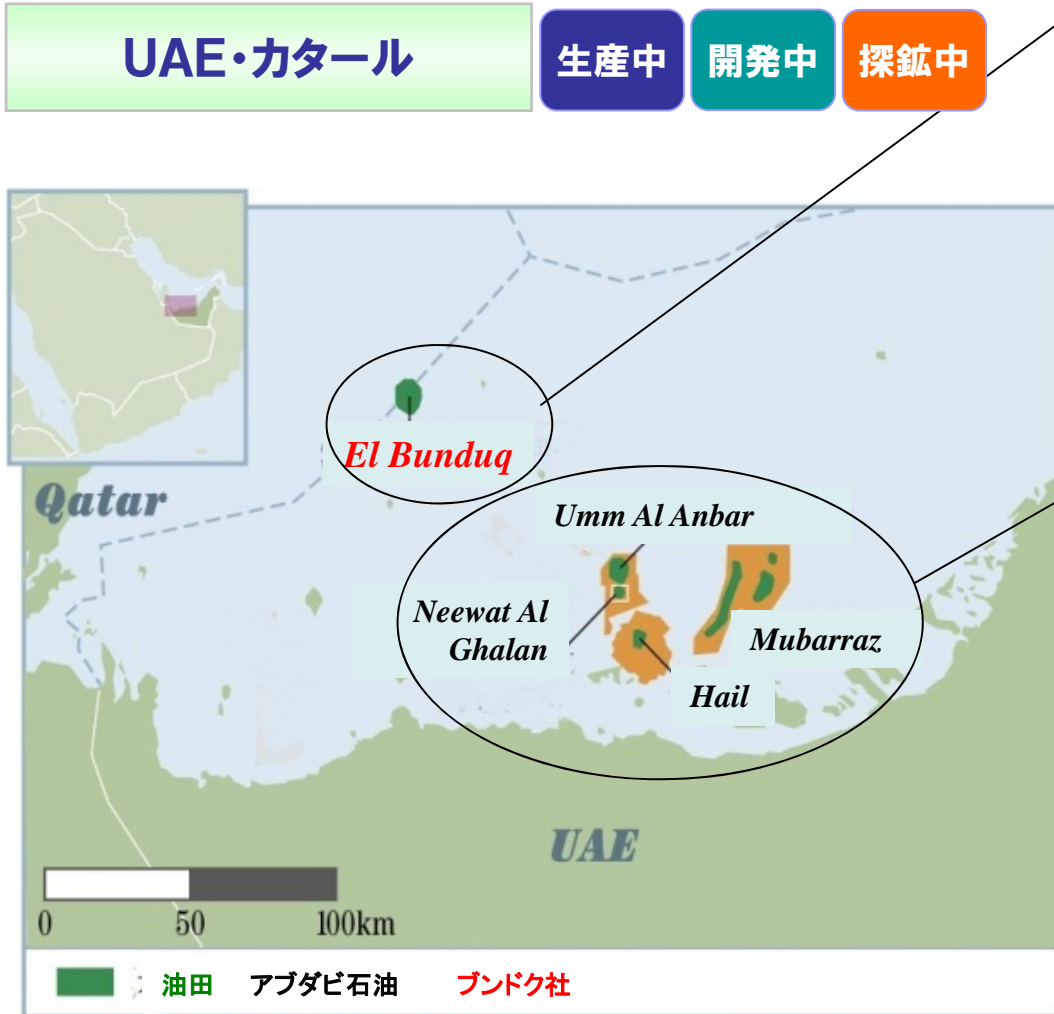 UAE・カタール
生産中
開発中
探鉱中
El Bunduq
Qatar
Umm Al Anbar
Neewat Al
Ghalan
Mubarraz
Hail
UAE
0 50 100km
油田 アブダビ石油 ブンドク社